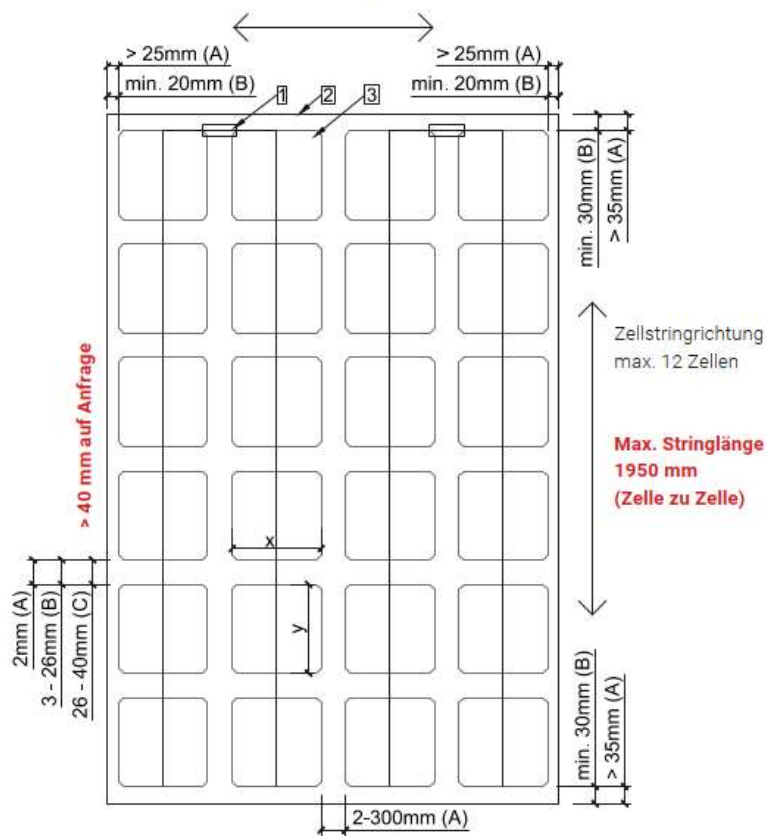 > 25mm (A)
> 25mm (A)
min. 20mm (B)
min. 20mm (B)
1
2
3
min. 30mm (B)
> 35mm (A)
Zellstringrichtung
max. 12 Zellen
Max. Stringlänge
1950 mm
(Zelle zu Zelle)
> 40 mm auf Anfrage
x
y
2mm (A)
3 - 26mm (B)
26 - 40mm (C)
min. 30mm (B)
> 35mm (A)
2-300mm (A)